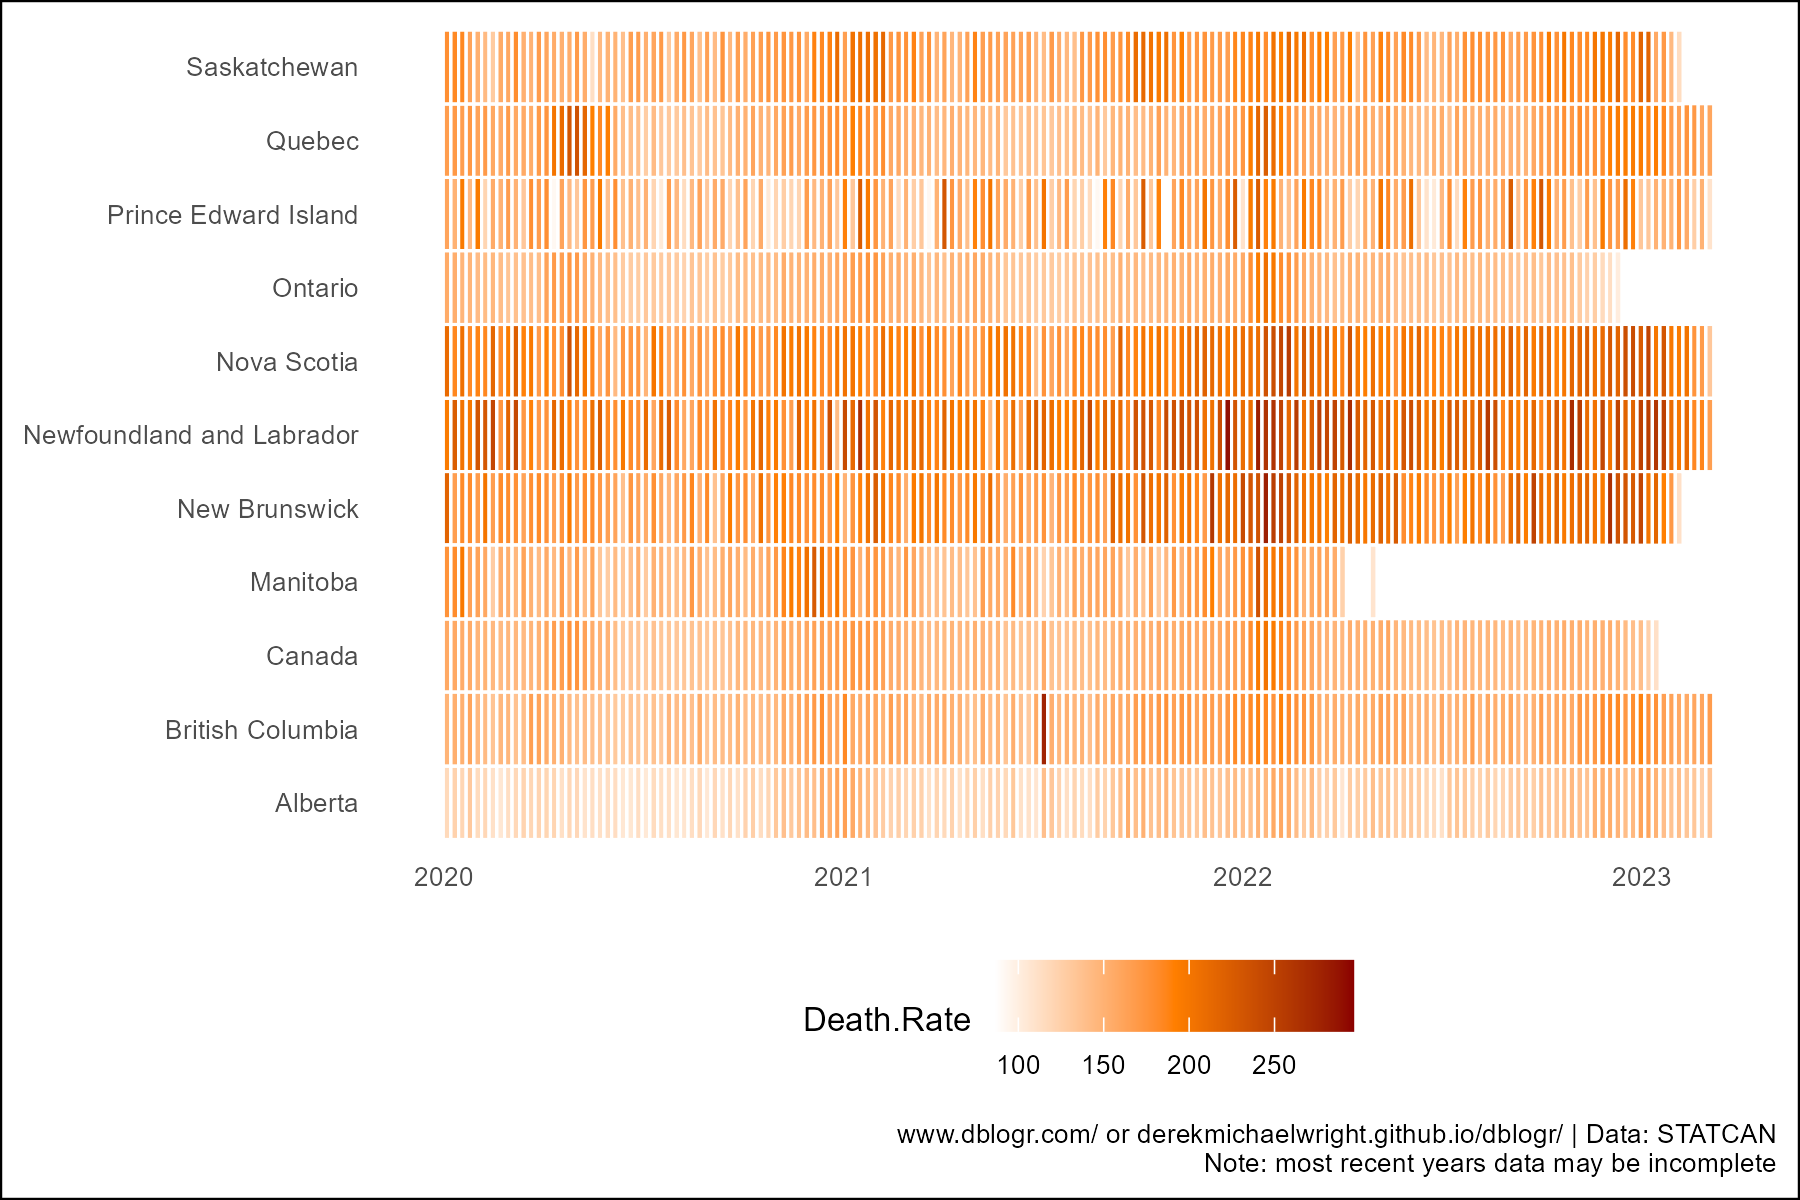 Saskatchewan
Quebec
Prince Edward Island
Ontario
Nova Scotia
Newfoundland and Labrador
New Brunswick
Manitoba
Canada
British Columbia
Alberta
2020 2021 2022 2023
Death.Rate
100 150 200 250
www.dblogr.com/ or derekmichaelwright.github.io/dblogr/ | Data: STATCAN
Note: most recent years data may be incomplete